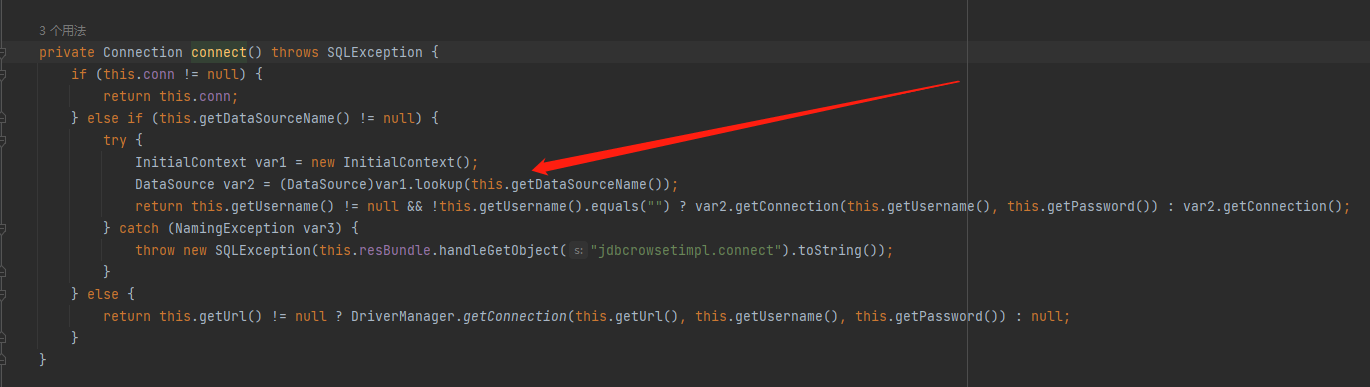 3 个用法
private Connection connect() throws SQLException {
if (this.conn != null) {
return this.conn;
} else if (this.getDataSourceName() != null) {
try {
InitialContext var1 = new InitialContext();
DataSource var2 = (DataSource)var1.lookup(this.getDataSourceName());
return this.getUsername() != null && !this.getUsername().equals("") ? var2.getConnection(this.getUsername(), this.getPassword()) : var2.getConnection();
} catch (NamingException var3) {
throw new SQLException(this.resBundle.handleGetObject( s: "jdbcrowsetimpl.connect").toString());
}
} else {
return this.getUrl() != null ? DriverManager.getConnection(this.getUrl(), this.getUsername(), this.getPassword()) : null;
}
}